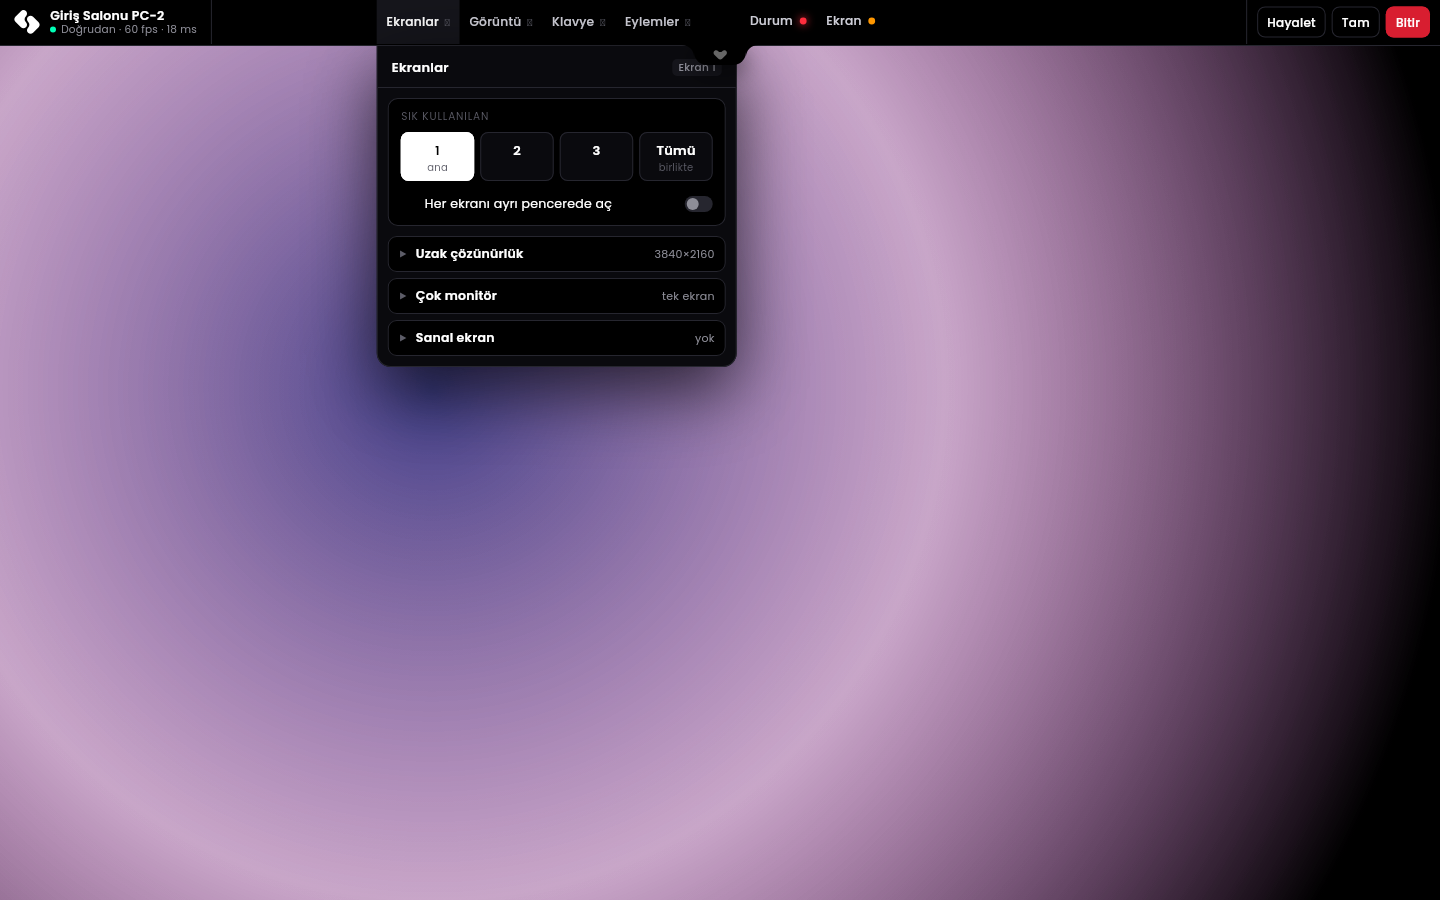 Giriş Salonu PC-2
Doğrudan · 60 fps · 18 ms
Ekranlar
Görüntü
Klavye
Eylemler
Durum
Ekran
Hayalet
Tam
Bitir
Ekranlar
Ekran 1
SIK KULLANILAN
1
ana
2
3
Tümü
birlikte
Her ekranı ayrı pencerede aç
Uzak çözünürlük
3840×2160
Çok monitör
tek ekran
Sanal ekran
yok